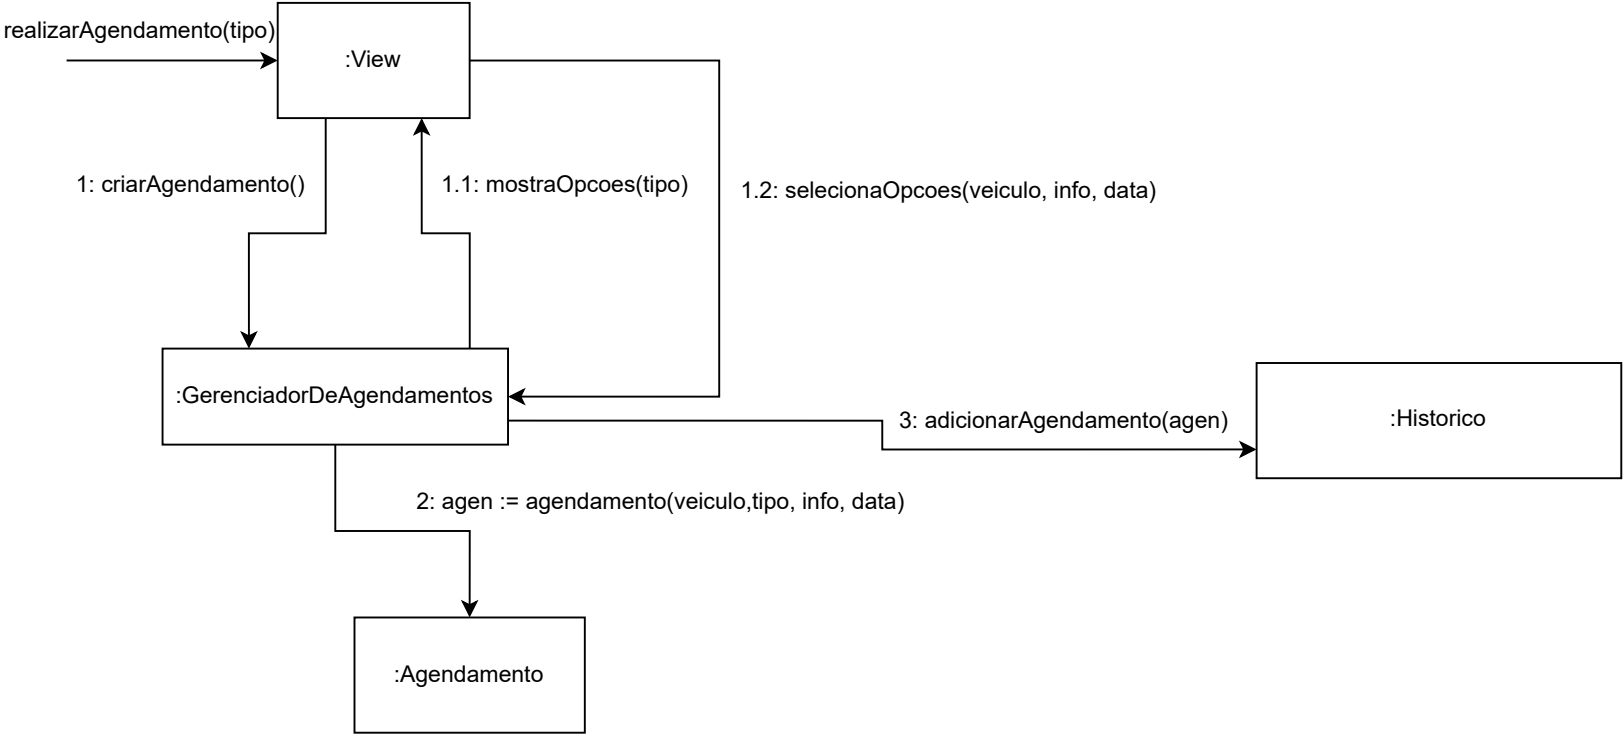 realizarAgendamento(tipo)
:View
1: criarAgendamento()
1.1: mostraOpcoes(tipo)
1.2: selecionaOpcoes(veiculo, info, data)
:GerenciadorDeAgendamentos
3: adicionarAgendamento(agen)
:Historico
2: agen := agendamento(veiculo,tipo, info, data)
:Agendamento